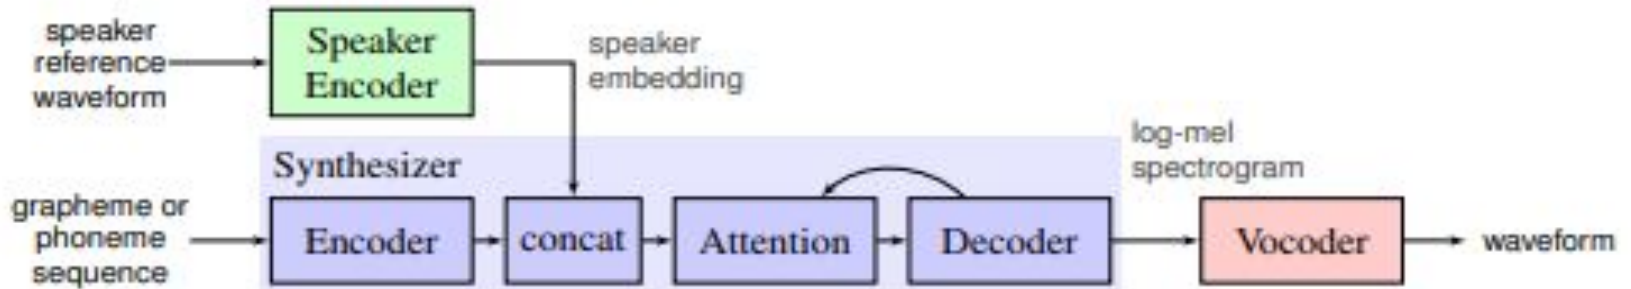 speaker
reference
waveform
Speaker
Encoder
speaker
embedding
log-mel
spectrogram
Synthesizer
grapheme or
phoneme
sequence
Encoder
concat
Attention
Decoder
Vocoder
waveform